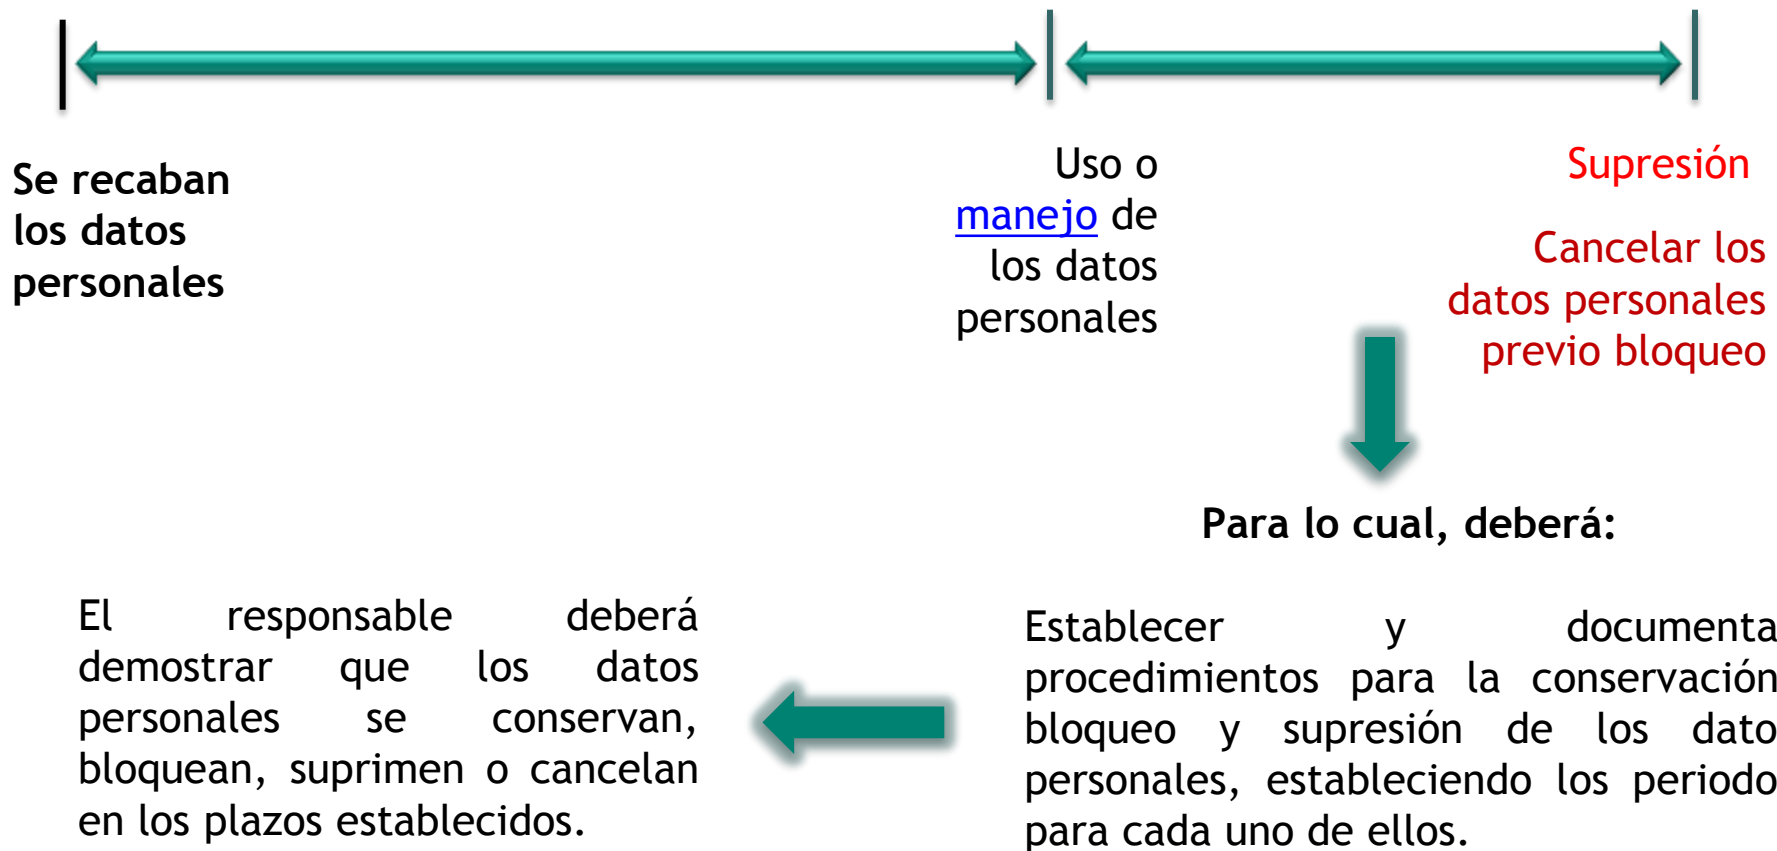 Se recaban
los datos
personales
Uso o
manejo de
los datos
personales
Supresión
Cancelar los
datos personales
previo bloqueo
Para lo cual, deberá:
Establecer y documenta
procedimientos para la conservación
bloqueo y supresión de los dato
personales, estableciendo los periodo
para cada uno de ellos.
El responsable deberá
demostrar que los datos
personales se conservan,
bloquean, suprimen o cancelan
en los plazos establecidos.